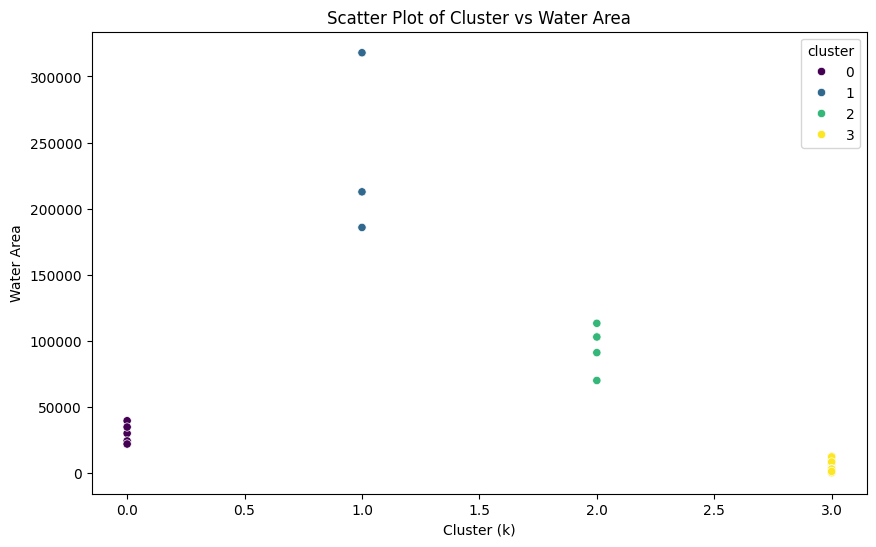 Scatter Plot of Cluster vs Water Area
cluster
0
1
2
3
Water Area
300000
250000
200000
150000
100000
50000
0
0.0 0.5 1.0 1.5 2.0 2.5 3.0
Cluster (k)